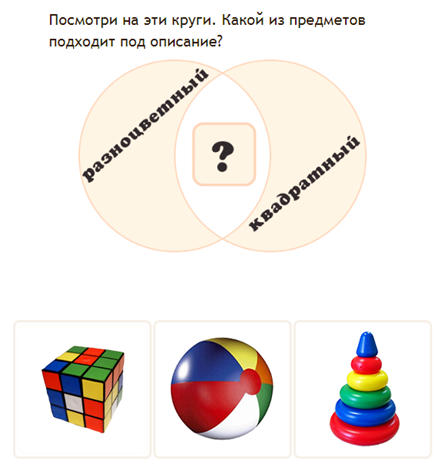 Посмотри на эти круги. Какой из предметов
подходит под описание?
разноцветный
?
квадратный